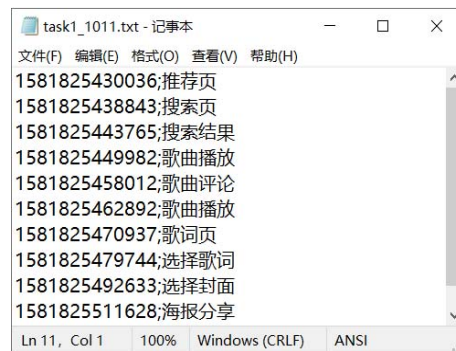 task1_1011.txt - 记事本
文件(F) 编辑(E) 格式(O) 查看(V) 帮助(H)
1581825430036;推荐页
1581825438843;搜索页
1581825443765;搜索结果
1581825449982;歌曲播放
1581825458012;歌曲评论
1581825462892;歌曲播放
1581825470937;歌词页
1581825479744;选择歌词
1581825492633;选择封面
1581825511628;海报分享
Ln 11, Col 1 100% Windows (CRLF) ANSI